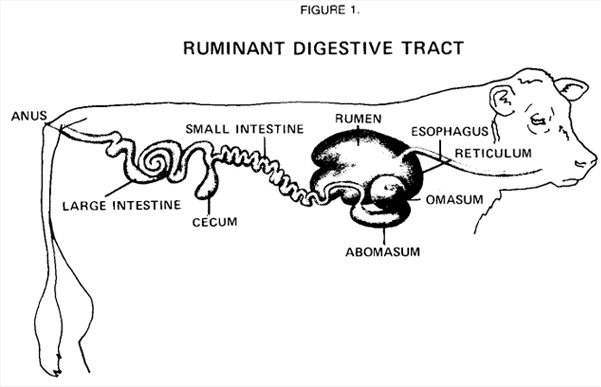 FIGURE 1.
RUMINANT DIGESTIVE TRACT
ANUS
SMALL INTESTINE
RUMEN
ESOPHAGUS
RETICULUM
LARGE INTESTINE
CECUM
OMASUM
ABOMASUM